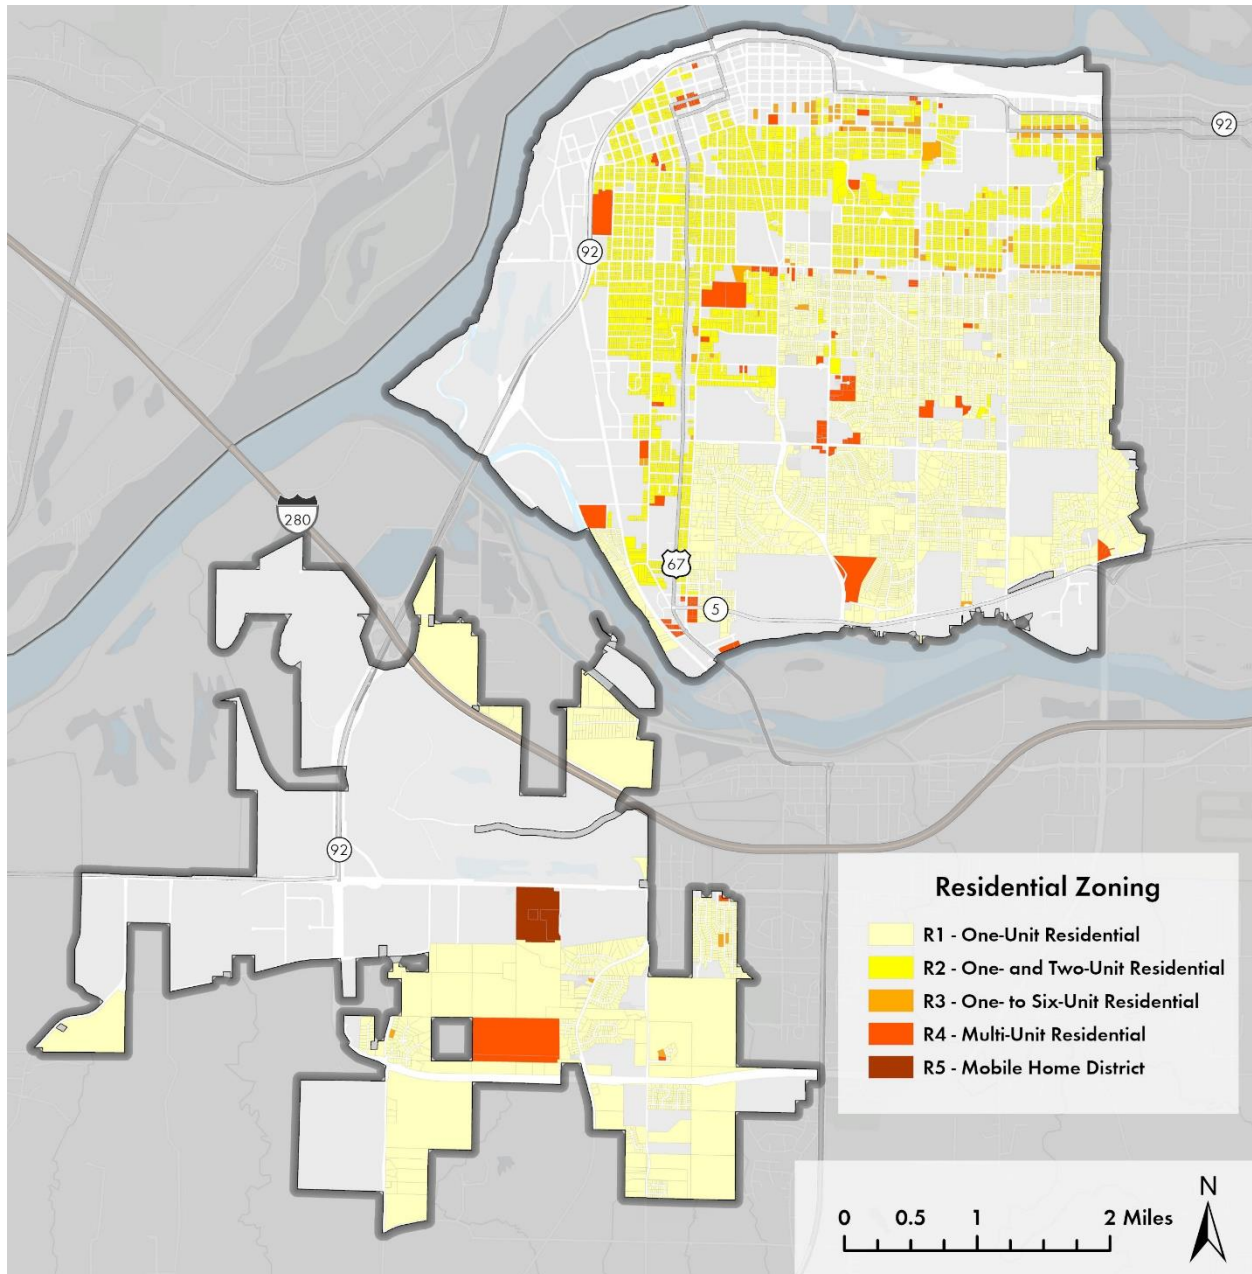 92
92
280
67
5
92
Residential Zoning
R1 - One-Unit Residential
R2 - One- and Two-Unit Residential
R3 - One- to Six-Unit Residential
R4 - Multi-Unit Residential
R5 - Mobile Home District
N
0 0.5 1 2 Miles